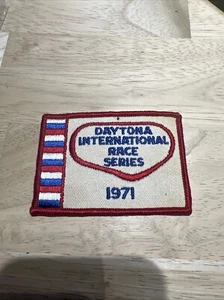 DAYTONA
INTERNATIONAL
RACE
SERIES
1971